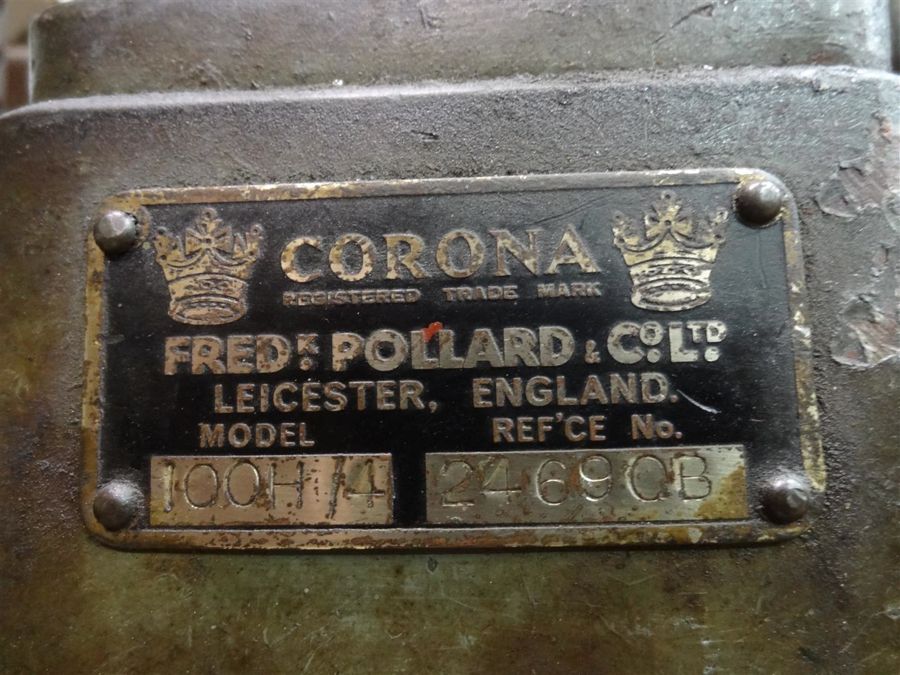 CORONA
REGISTERED TRADE MARK
FREDK. POLLARD & CO. LTD.
LEICESTER, ENGLAND.
MODEL REF'CE No.
100H/4 24690B